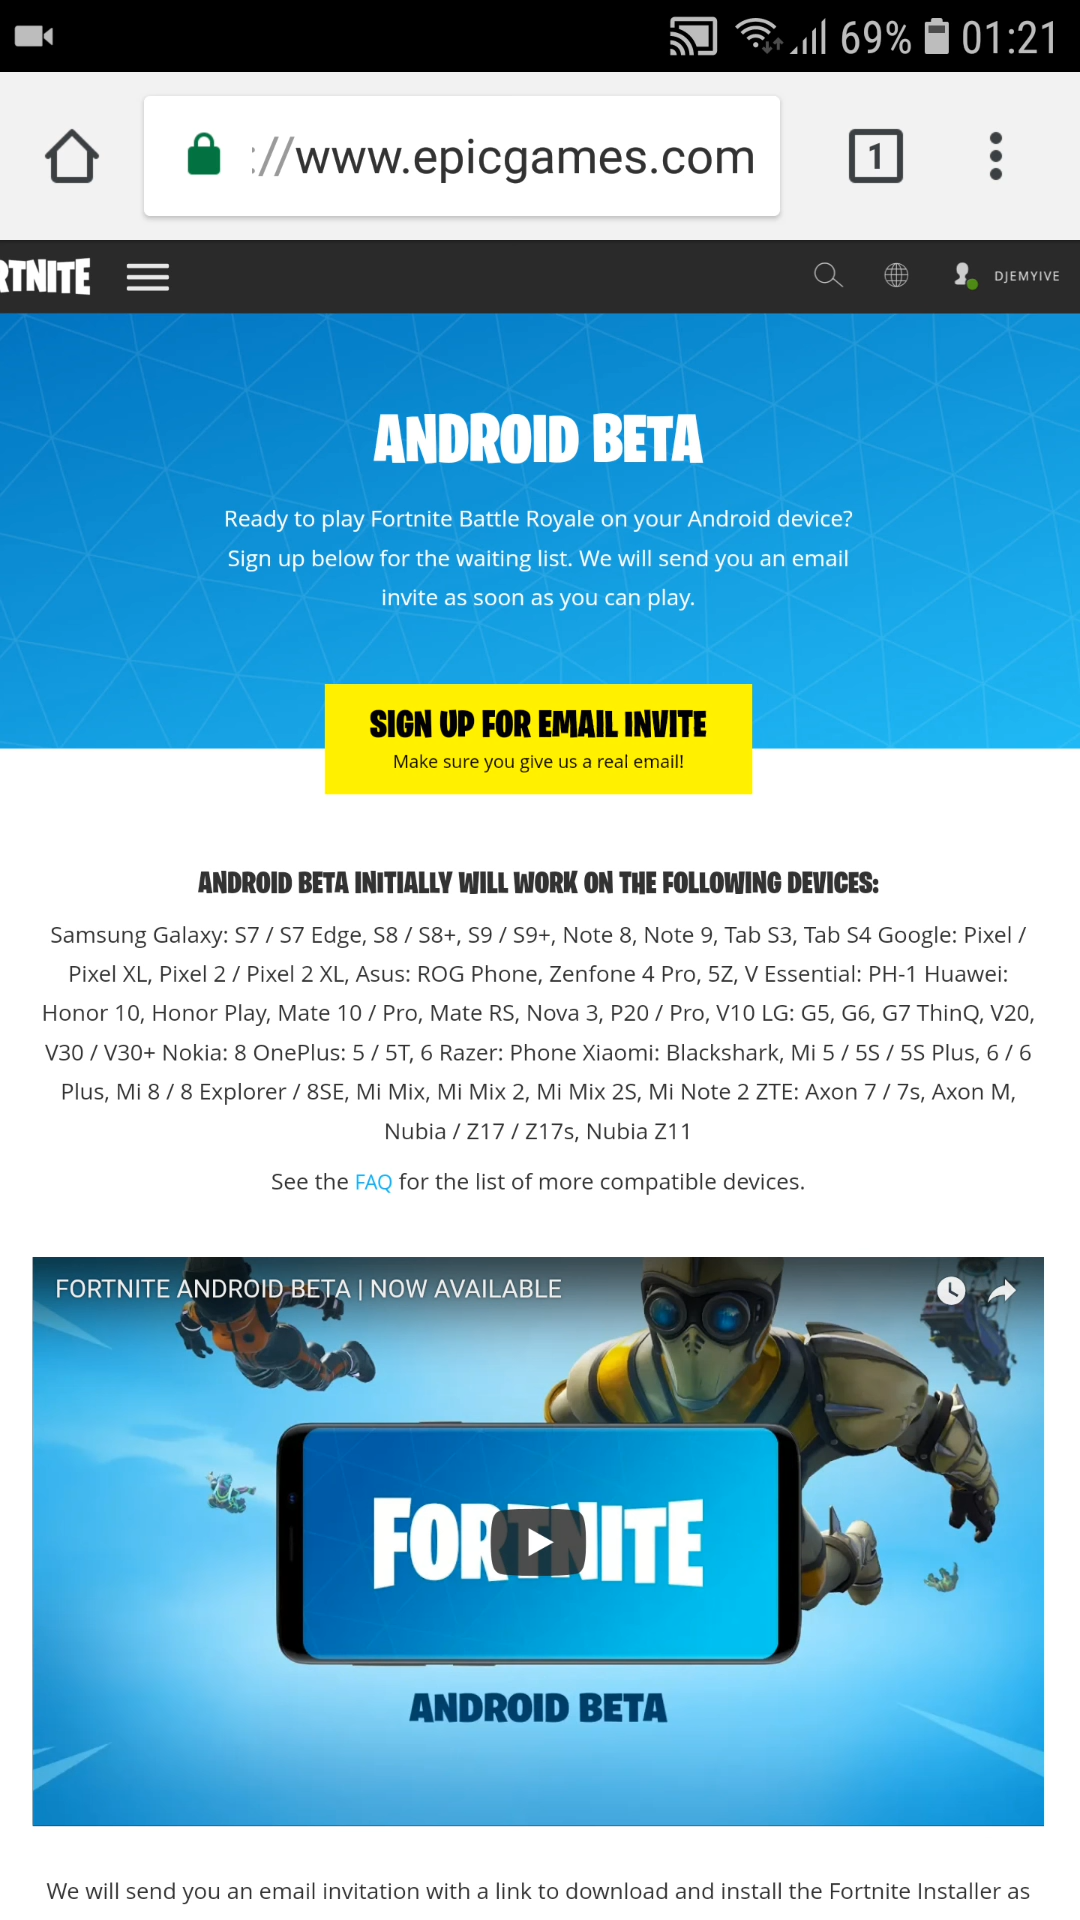 69% 01:21
://www.epicgames.com
1
RTNITE
DJEMYIVE
ANDROID BETA
Ready to play Fortnite Battle Royale on your Android device?
Sign up below for the waiting list. We will send you an email
invite as soon as you can play.
SIGN UP FOR EMAIL INVITE
Make sure you give us a real email!
ANDROID BETA INITIALLY WILL WORK ON THE FOLLOWING DEVICES:
Samsung Galaxy: S7 / S7 Edge, S8 / S8+, S9 / S9+, Note 8, Note 9, Tab S3, Tab S4 Google: Pixel /
Pixel XL, Pixel 2 / Pixel 2 XL, Asus: ROG Phone, Zenfone 4 Pro, 5Z, V Essential: PH-1 Huawei:
Honor 10, Honor Play, Mate 10 / Pro, Mate RS, Nova 3, P20 / Pro, V10 LG: G5, G6, G7 ThinQ, V20,
V30 / V30+ Nokia: 8 OnePlus: 5 / 5T, 6 Razer: Phone Xiaomi: Blackshark, Mi 5 / 5S / 5S Plus, 6 / 6
Plus, Mi 8 / 8 Explorer / 8SE, Mi Mix, Mi Mix 2, Mi Mix 2S, Mi Note 2 ZTE: Axon 7 / 7s, Axon M,
Nubia / Z17 / Z17s, Nubia Z11
See the FAQ for the list of more compatible devices.
FORTNITE ANDROID BETA | NOW AVAILABLE
FORTNITE
ANDROID BETA
We will send you an email invitation with a link to download and install the Fortnite Installer as